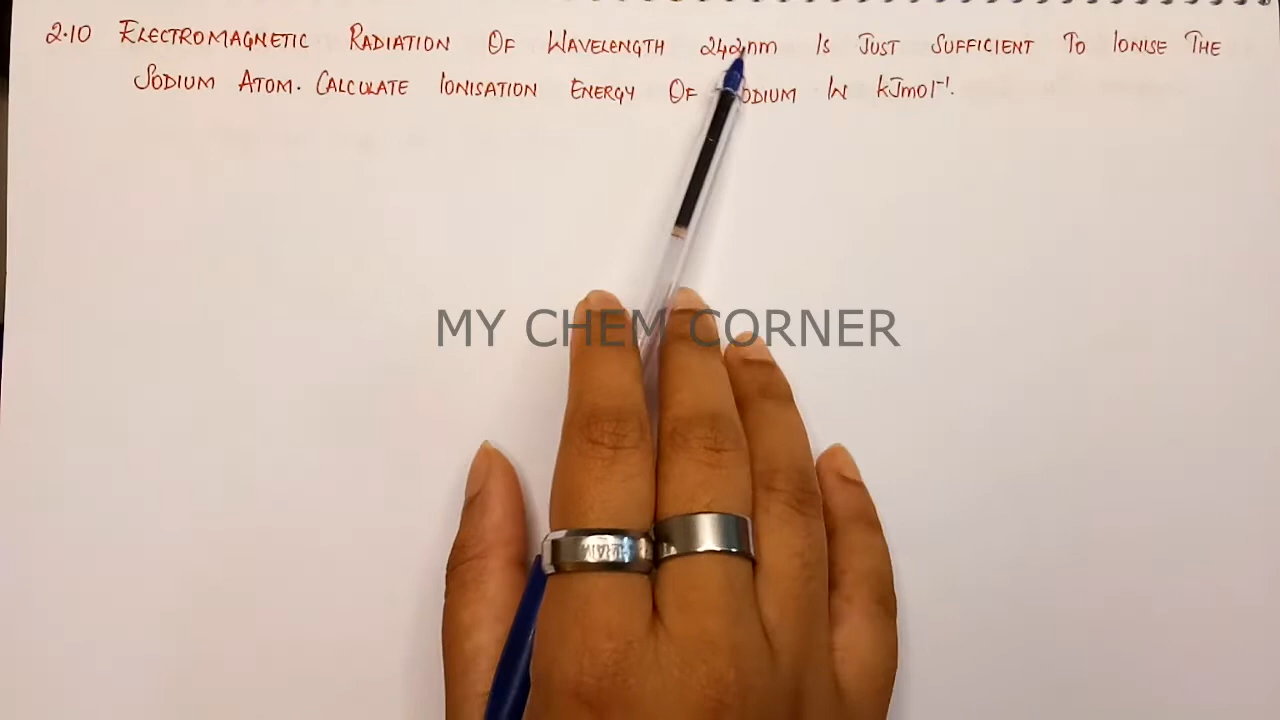 2.10 ELECTROMAGNETIC RADIATION OF WAVELENGTH 242nm IS JUST SUFFICIENT TO IONISE THE
SODIUM ATOM. CALCULATE IONISATION ENERGY OF SODIUM IN kJmol⁻¹.
MY CHEM CORNER